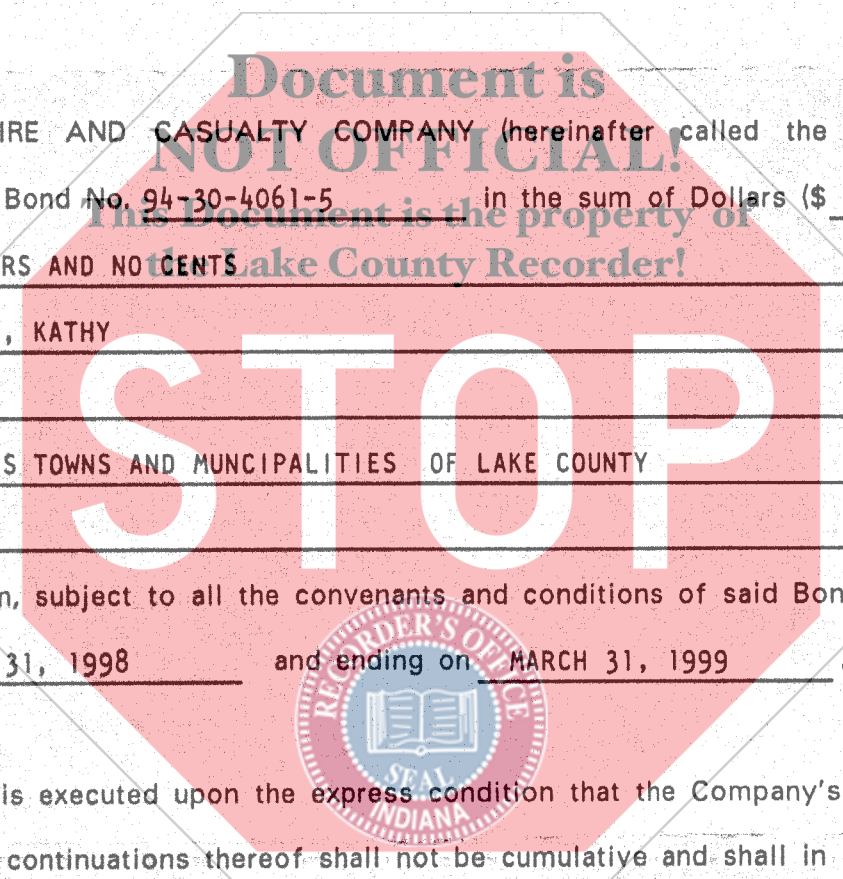 Document is
IRE AND CASUALTY COMPANY (hereinafter called the
NOT OFFICIAL!
Bond No. 94-30-4061-5 in the sum of Dollars ($
This Document is the property of
RS AND NO CENTS
the Lake County Recorder!
, KATHY
STOP
S TOWNS AND MUNCIPALITIES OF LAKE COUNTY
n, subject to all the convenants and conditions of said Bon
RECORDER'S OFFICE
31, 1998 and ending on MARCH 31, 1999
SEAL
is executed upon the express condition that the Company's
INDIANA
continuations thereof shall not be cumulative and shall in